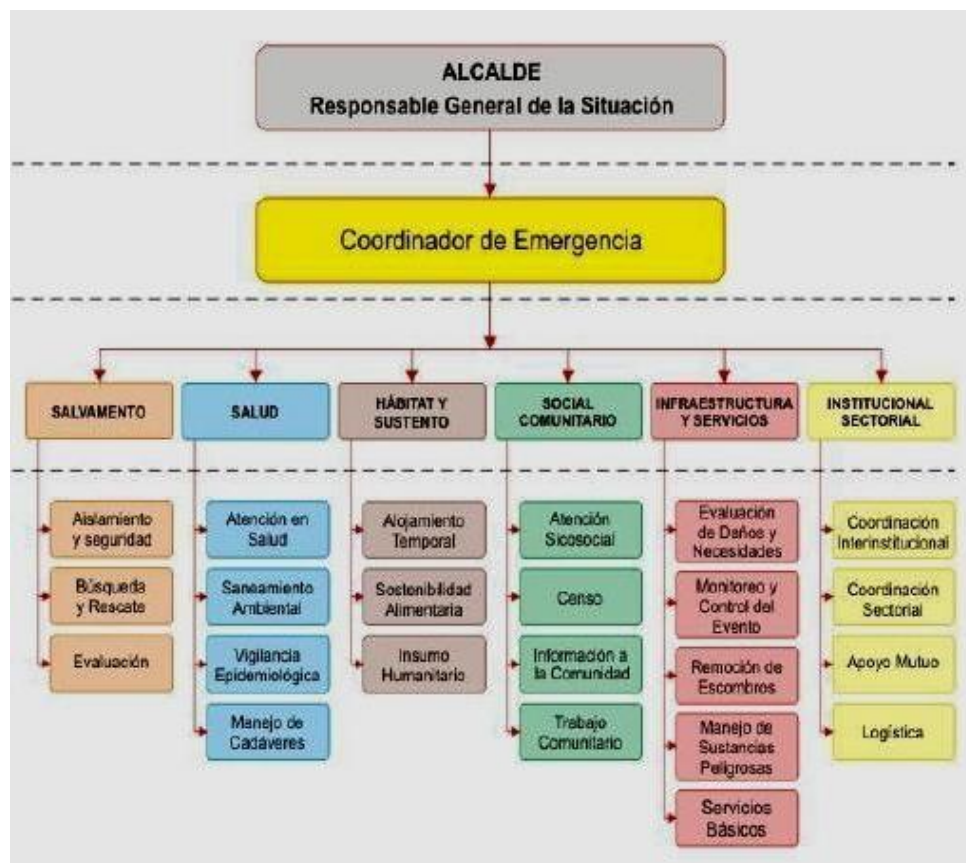 ALCALDE
Responsable General de la Situación
Coordinador de Emergencia
SALVAMENTO
SALUD
HÁBITAT Y
SUSTENTO
SOCIAL
COMUNITARIO
INFRAESTRUCTURA
Y SERVICIOS
INSTITUCIONAL
SECTORIAL
Aislamiento
y seguridad
Búsqueda
y Rescate
Evaluación
Atención en
Salud
Saneamiento
Ambiental
Vigilancia
Epidemiológica
Manejo de
Cadáveres
Alojamiento
Temporal
Sostenibilidad
Alimentaria
Insumo
Humanitario
Atención
Sicosocial
Censo
Información a
la Comunidad
Trabajo
Comunitario
Evaluación
de Daños y
Necesidades
Monitoreo y
Control del
Evento
Remoción de
Escombros
Manejo de
Sustancias
Peligrosas
Servicios
Básicos
Coordinación
Interinstitucional
Coordinación
Sectorial
Apoyo Mutuo
Logística